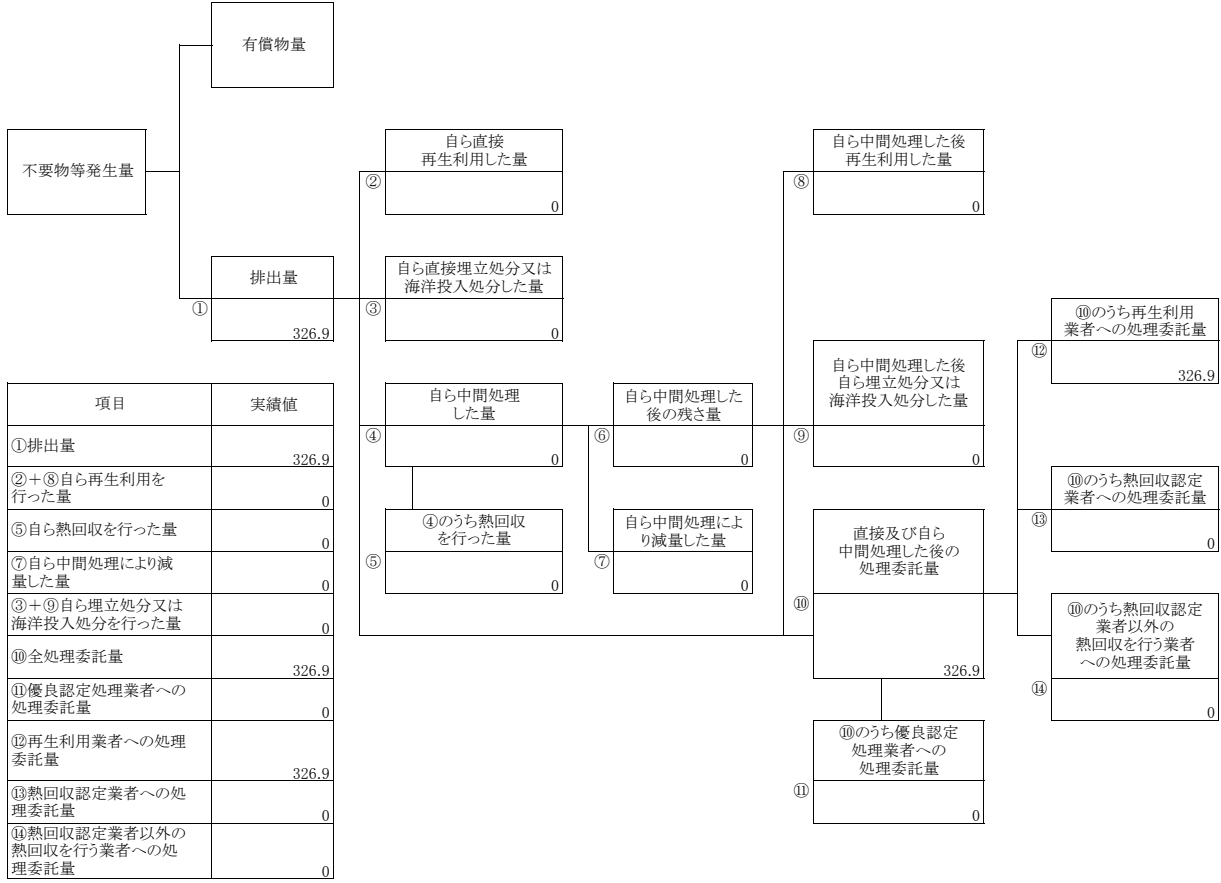 有償物量
不要物等発生量
自ら直接
再生利用した量
②
0
自ら中間処理した後
再生利用した量
⑧
0
排出量
①
326.9
自ら直接埋立処分又は
海洋投入処分した量
③
0
⑩のうち再生利用
業者への処理委託量
⑫
326.9
自ら中間処理
した量
④
0
自ら中間処理した
後の残さ量
⑥
0
自ら中間処理した後
自ら埋立処分又は
海洋投入処分した量
⑨
0
⑩のうち熱回収認定
業者への処理委託量
⑬
0
④のうち熱回収
を行った量
⑤
0
自ら中間処理によ
り減量した量
⑦
0
直接及び自ら
中間処理した後の
処理委託量
⑩
326.9
⑩のうち熱回収認定
業者以外の
熱回収を行う業者
への処理委託量
⑭
0
⑩のうち優良認定
処理業者への
処理委託量
⑪
0
項目 実績値
①排出量
326.9
②+⑧自ら再生利用を
行った量
0
⑤自ら熱回収を行った量
0
⑦自ら中間処理により減
量した量
0
③+⑨自ら埋立処分又は
海洋投入処分を行った量
0
⑩全処理委託量
326.9
⑪優良認定処理業者への
処理委託量
0
⑫再生利用業者への処理
委託量
326.9
⑬熱回収認定業者への処
理委託量
0
⑭熱回収認定業者以外の
熱回収を行う業者への処
理委託量
0